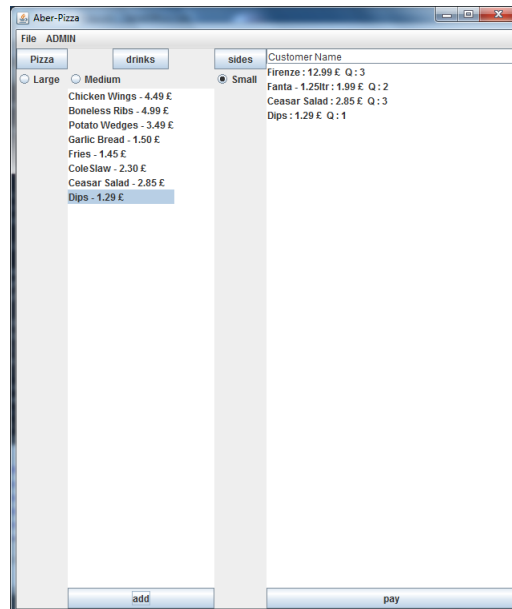 Aber-Pizza
File ADMIN
Pizza drinks sides Customer Name
Large Medium Small
Chicken Wings - 4.49 £
Boneless Ribs - 4.99 £
Potato Wedges - 3.49 £
Garlic Bread - 1.50 £
Fries - 1.45 £
ColeSlaw - 2.30 £
Ceasar Salad - 2.85 £
Dips - 1.29 £
Firenze : 12.99 £ Q : 3
Fanta - 1.25ltr : 1.99 £ Q : 2
Ceasar Salad : 2.85 £ Q : 3
Dips : 1.29 £ Q : 1
add pay